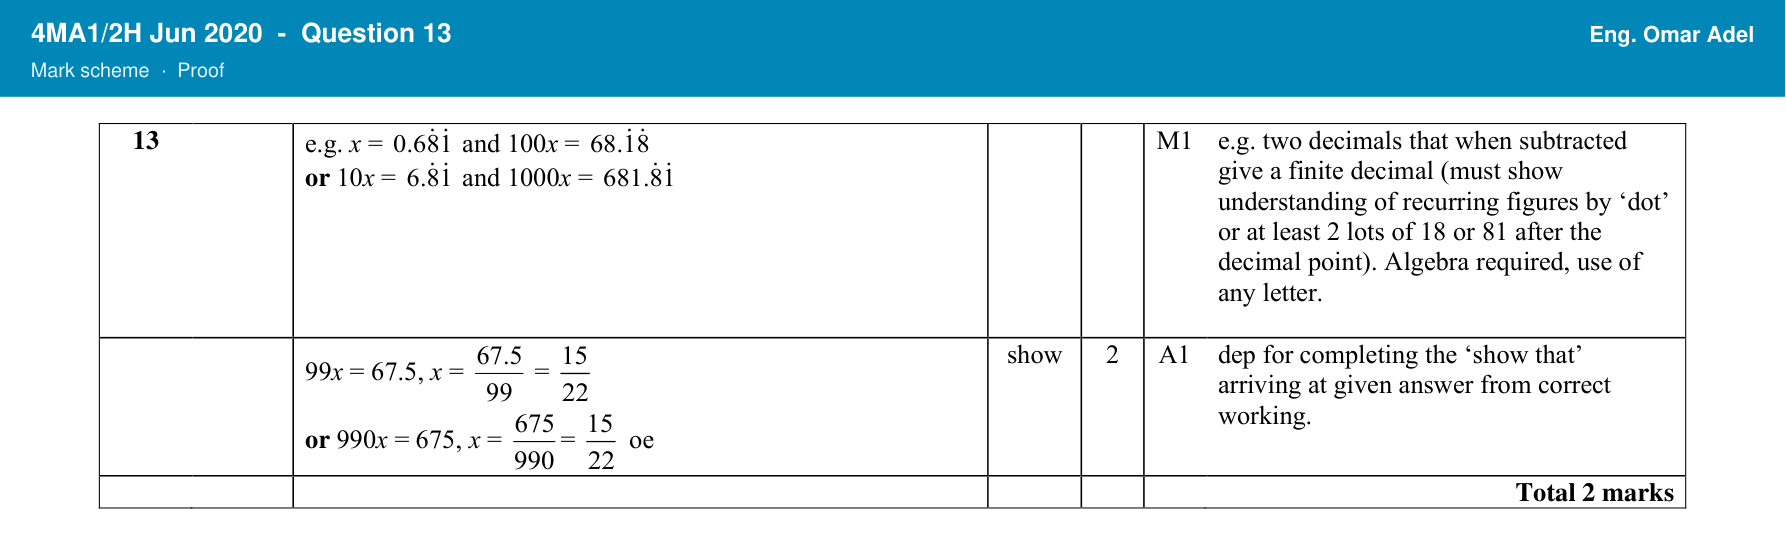 4MA1/2H Jun 2020 - Question 13
Eng. Omar Adel
Mark scheme · Proof
13
e.g. x = 0.68̇1̇ and 100x = 68.1̇8̇
or 10x = 6.8̇1̇ and 1000x = 681.8̇1̇
M1 e.g. two decimals that when subtracted
give a finite decimal (must show
understanding of recurring figures by ‘dot’
or at least 2 lots of 18 or 81 after the
decimal point). Algebra required, use of
any letter.
99x = 67.5, x = 67.5/99 = 15/22
or 990x = 675, x = 675/990 = 15/22 oe
show
2
A1 dep for completing the ‘show that’
arriving at given answer from correct
working.
Total 2 marks